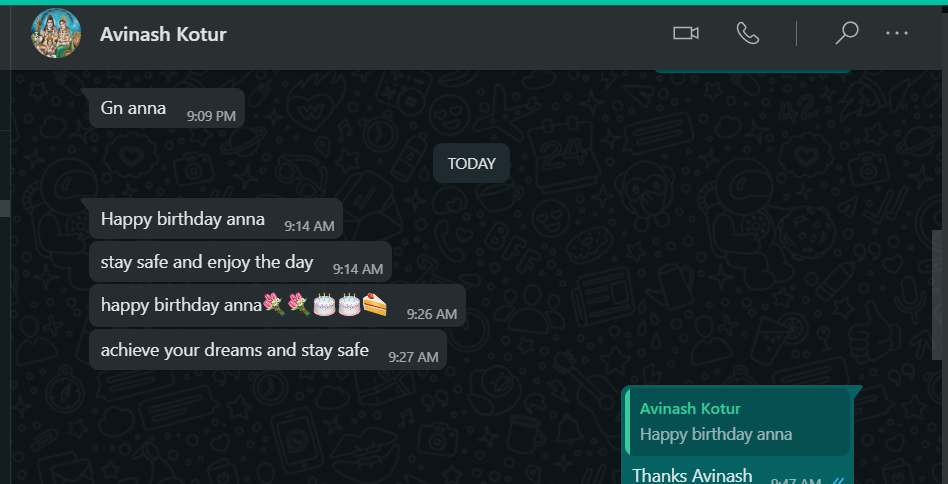 Avinash Kotur
Gn anna 9:09 PM
TODAY
Happy birthday anna 9:14 AM
stay safe and enjoy the day 9:14 AM
happy birthday anna💐💐🎂🎂🍰 9:26 AM
achieve your dreams and stay safe 9:27 AM
Avinash Kotur
Happy birthday anna
Thanks Avinash 9:47 AM